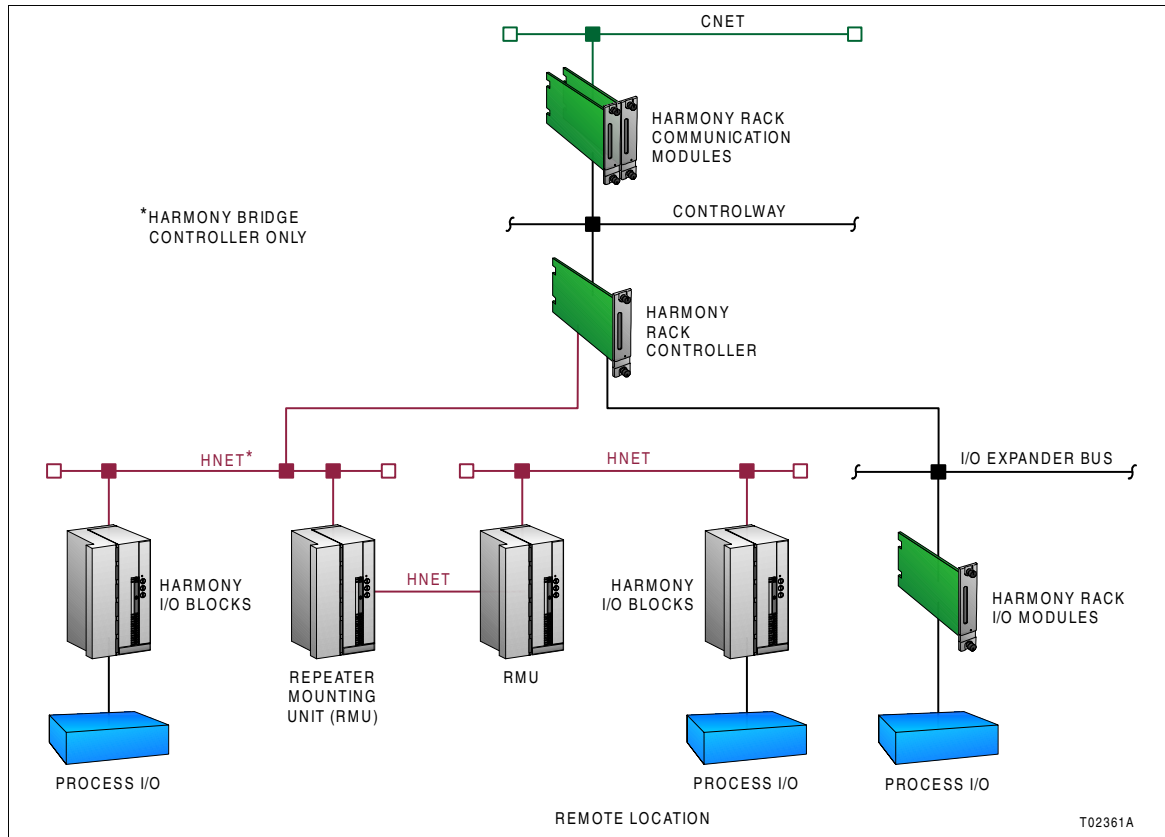 CNET
HARMONY RACK
COMMUNICATION
MODULES
*HARMONY BRIDGE
CONTROLLER ONLY
CONTROLWAY
HARMONY
RACK
CONTROLLER
HNET*
HNET
I/O EXPANDER BUS
HARMONY
I/O BLOCKS
HNET
HARMONY
I/O BLOCKS
HARMONY RACK
I/O MODULES
REPEATER
MOUNTING
UNIT (RMU)
RMU
PROCESS I/O
PROCESS I/O
PROCESS I/O
REMOTE LOCATION
T02361A